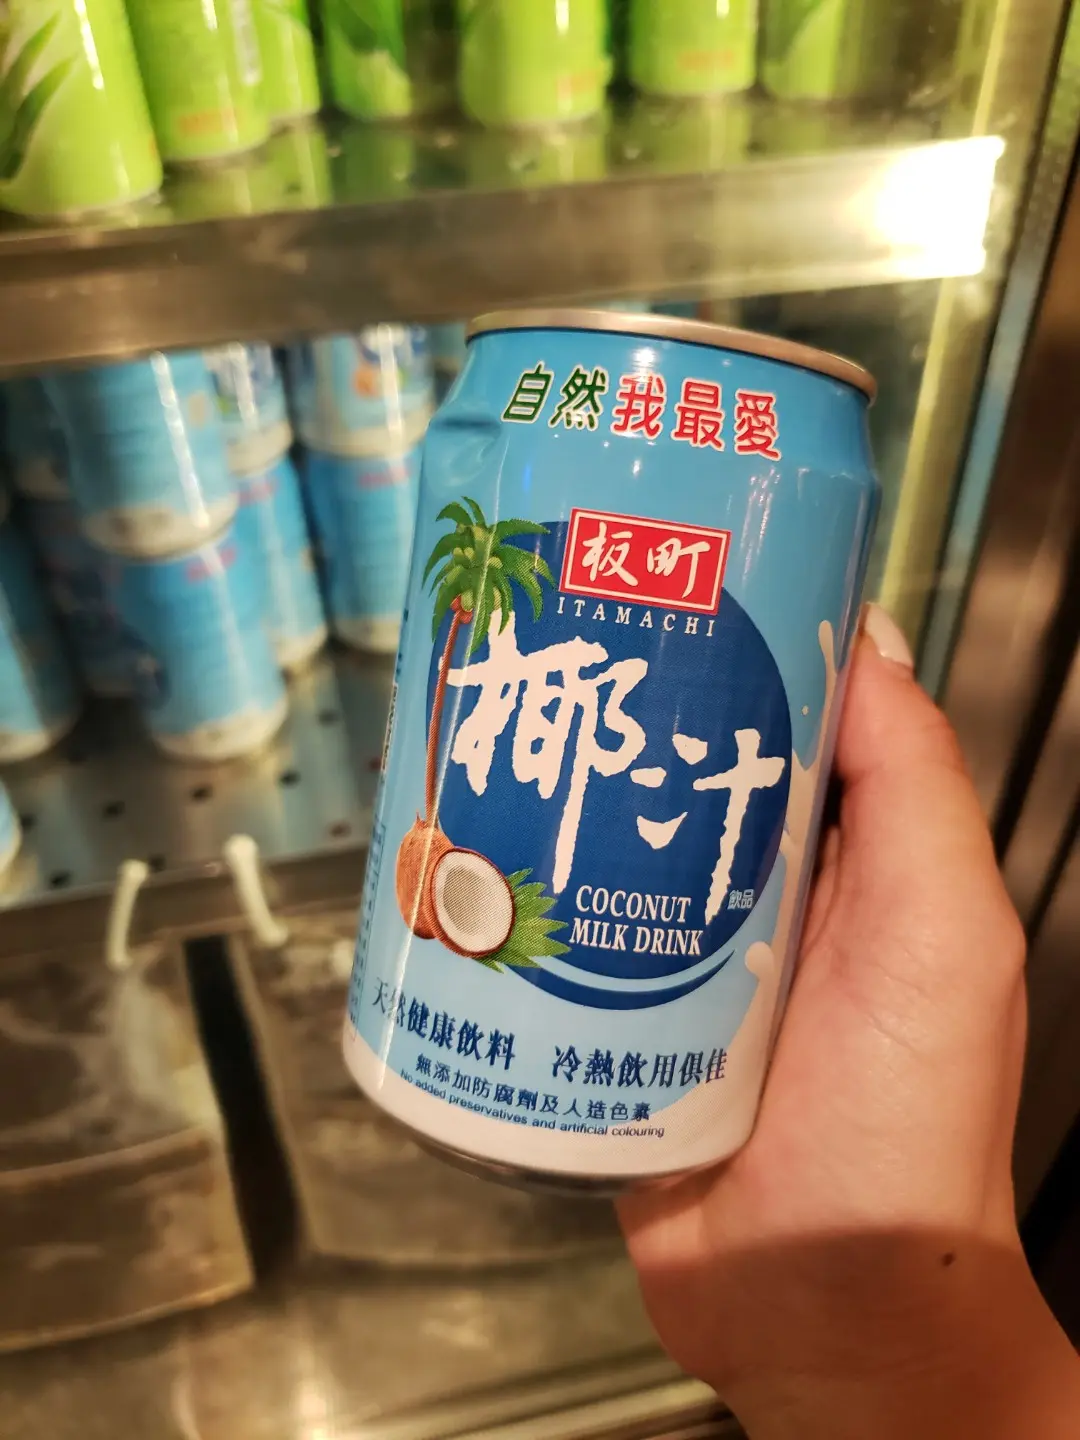 自然我最愛
板町
ITAMACHI
椰汁
飲品
COCONUT
MILK DRINK
天然健康飲料 冷熱飲用俱佳
無添加防腐劑及人造色素
No added preservatives and artificial colouring